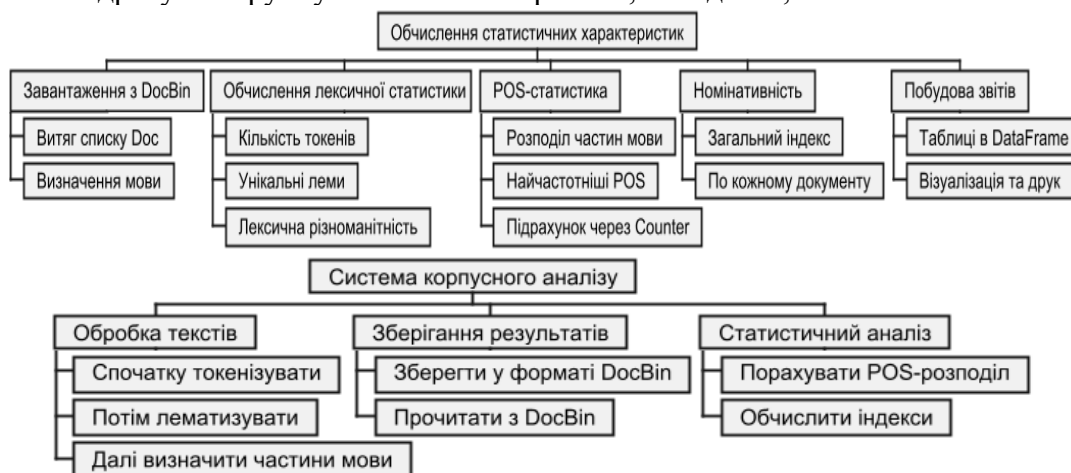 Обчислення статистичних характеристик
Завантаження з DocBin
Витяг списку Doc
Визначення мови
Обчислення лексичної статистики
Кількість токенів
Унікальні леми
Лексична різноманітність
POS-статистика
Розподіл частин мови
Найчастотніші POS
Підрахунок через Counter
Номінативність
Загальний індекс
По кожному документу
Побудова звітів
Таблиці в DataFrame
Візуалізація та друк
Система корпусного аналізу
Обробка текстів
Спочатку токенізувати
Потім лематизувати
Далі визначити частини мови
Зберігання результатів
Зберегти у форматі DocBin
Прочитати з DocBin
Статистичний аналіз
Порахувати POS-розподіл
Обчислити індекси